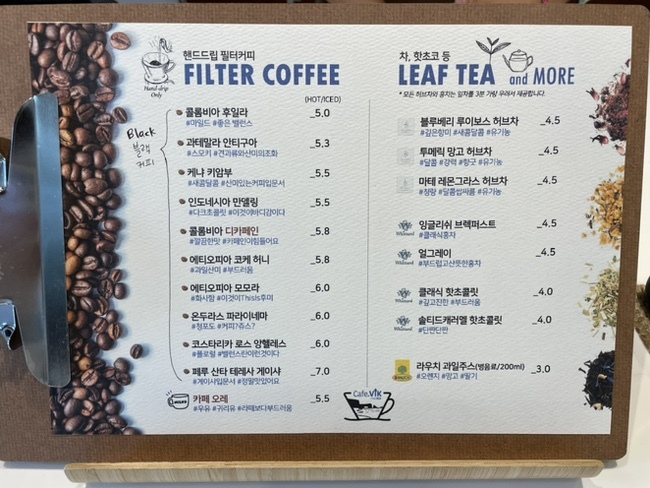 핸드드립 필터커피
FILTER COFFEE
Hand-drip
Only
(HOT/ICED)
Black
블랙
커피
콜롬비아 후일라 _5.0
#마일드 #좋은 밸런스
과테말라 안티구아 _5.3
#스모키 #견과류와산미의조화
케냐 키암부 _5.5
#새콤달콤 #산미있는커피입문서
인도네시아 만델링 _5.5
#다크초콜릿 #이것이바디감이다
콜롬비아 디카페인 _5.8
#깔끔한맛 #카페인이힘들어요
에티오피아 코케 허니 _5.8
#과일산미 #부드러움
에티오피아 모모라 _6.0
#화사함 #이것이This is후미
온두라스 파라이네마 _6.0
#청포도 #커피?쥬스?
코스타리카 로스 앙헬레스 _6.0
#플로럴 #밸런스란이런것이다
페루 산타 테레사 게이샤 _7.0
#게이샤입문서 #정말맛있어요
카페 오레 _5.5
#우유 #귀리유 #라떼보다부드러움
차, 핫초코 등
LEAF TEA and MORE
* 모든 허브차와 홍차는 잎차를 3분 가량 우려서 제공합니다.
블루베리 루이보스 허브차 _4.5
#깊은향미 #새콤달콤 #유기농
투메릭 망고 허브차 _4.5
#달콤 #강력 #향긋 #유기농
마테 레몬그라스 허브차 _4.5
#청량 #달콤쌉싸름 #유기농
잉글리쉬 브렉퍼스트 _4.5
#클래식홍차
얼그레이 _4.5
#부드럽고산뜻한홍차
클래식 핫초콜릿 _4.0
#깊고진한 #부드러움
솔티드캐러멜 핫초콜릿 _4.0
#단짠단짠
라우치 과일주스(병음료/200ml) _3.0
#오렌지 #망고 #딸기
Cafe.VIK